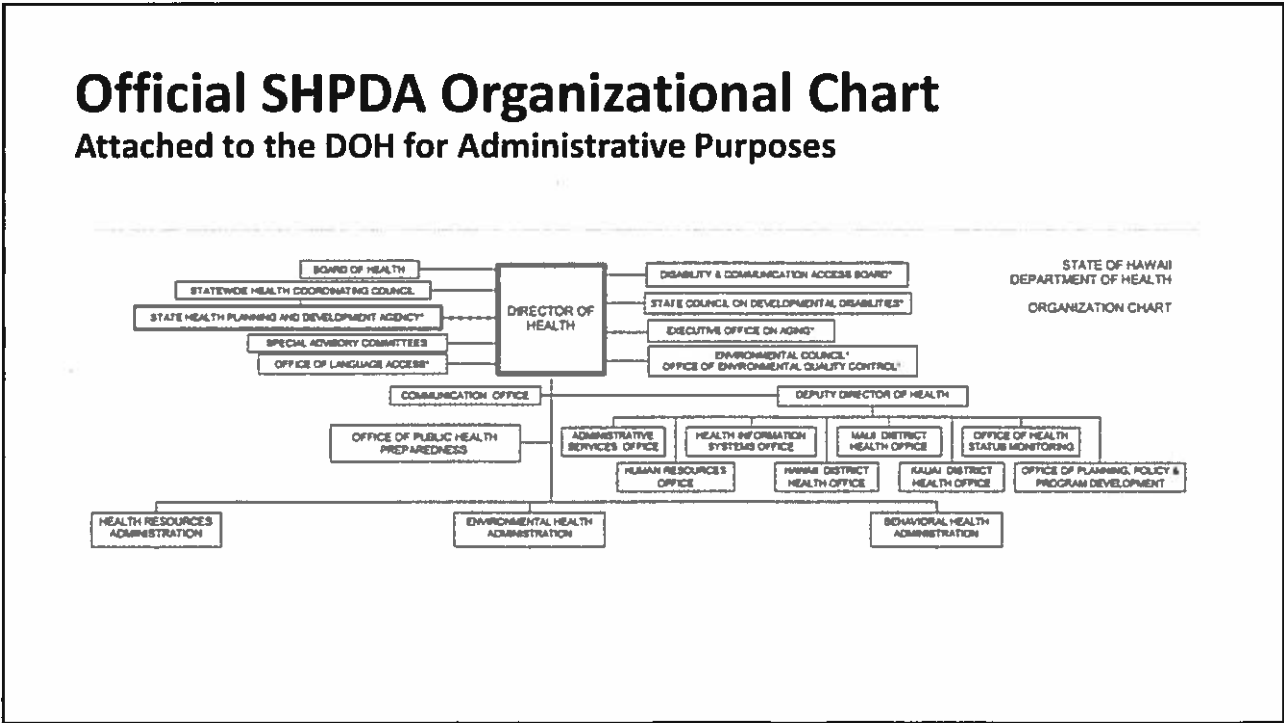 Official SHPDA Organizational Chart
Attached to the DOH for Administrative Purposes
STATE OF HAWAII
DEPARTMENT OF HEALTH
ORGANIZATION CHART
BOARD OF HEALTH
STATEWIDE HEALTH COORDINATING COUNCIL
STATE HEALTH PLANNING AND DEVELOPMENT AGENCY*
SPECIAL ADVISORY COMMITTEES
OFFICE OF LANGUAGE ACCESS*
DIRECTOR OF
HEALTH
DISABILITY & COMMUNICATION ACCESS BOARD*
STATE COUNCIL ON DEVELOPMENTAL DISABILITIES*
EXECUTIVE OFFICE ON AGING*
ENVIRONMENTAL COUNCIL*
OFFICE OF ENVIRONMENTAL QUALITY CONTROL*
COMMUNICATION OFFICE
DEPUTY DIRECTOR OF HEALTH
OFFICE OF PUBLIC HEALTH
PREPAREDNESS
ADMINISTRATIVE
SERVICES OFFICE
HEALTH INFORMATION
SYSTEMS OFFICE
MAUI DISTRICT
HEALTH OFFICE
OFFICE OF HEALTH
STATUS MONITORING
HUMAN RESOURCES
OFFICE
HAWAII DISTRICT
HEALTH OFFICE
KAUAI DISTRICT
HEALTH OFFICE
OFFICE OF PLANNING, POLICY &
PROGRAM DEVELOPMENT
HEALTH RESOURCES
ADMINISTRATION
ENVIRONMENTAL HEALTH
ADMINISTRATION
BEHAVIORAL HEALTH
ADMINISTRATION